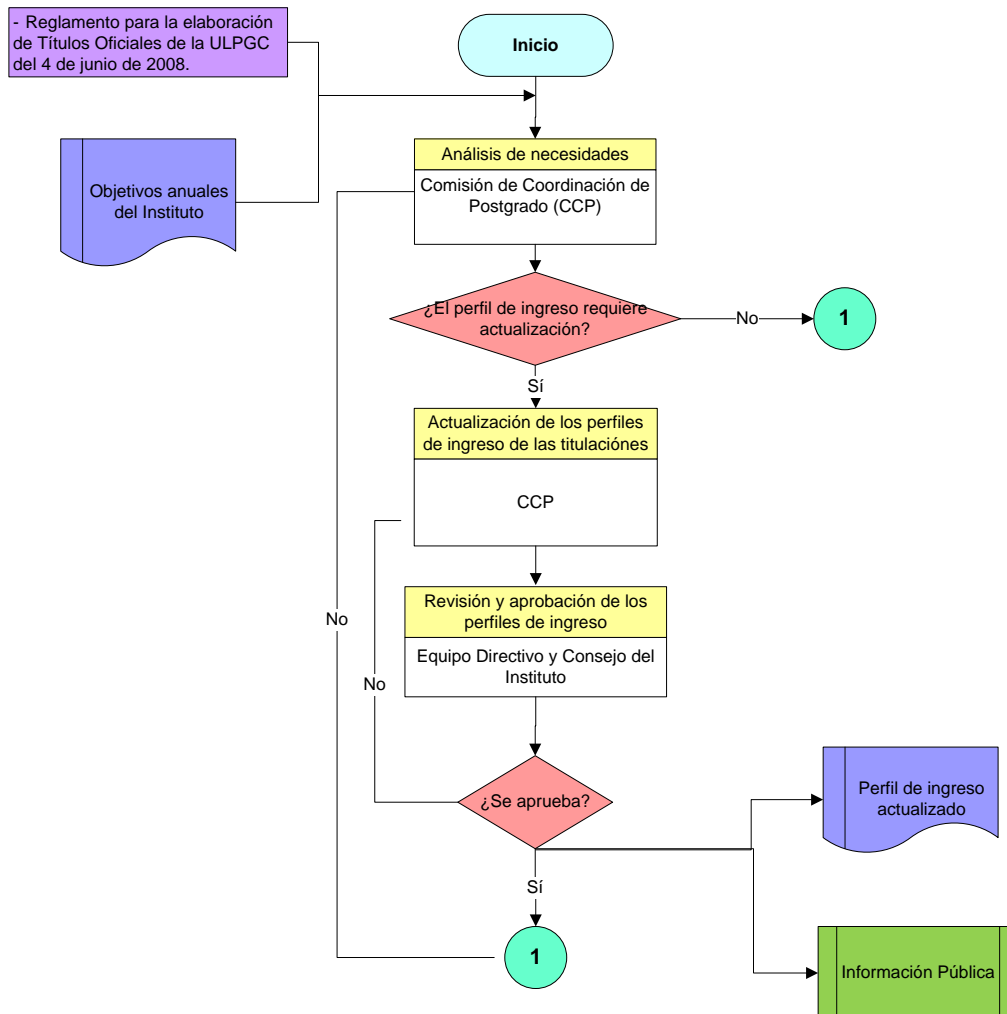 - Reglamento para la elaboración
de Títulos Oficiales de la ULPGC
del 4 de junio de 2008.
Inicio
Objetivos anuales
del Instituto
Análisis de necesidades
Comisión de Coordinación de
Postgrado (CCP)
¿El perfil de ingreso requiere
actualización?
No
1
Sí
Actualización de los perfiles
de ingreso de las titulaciónes
CCP
No
No
Revisión y aprobación de los
perfiles de ingreso
Equipo Directivo y Consejo del
Instituto
¿Se aprueba?
Perfil de ingreso
actualizado
Sí
1
Información Pública